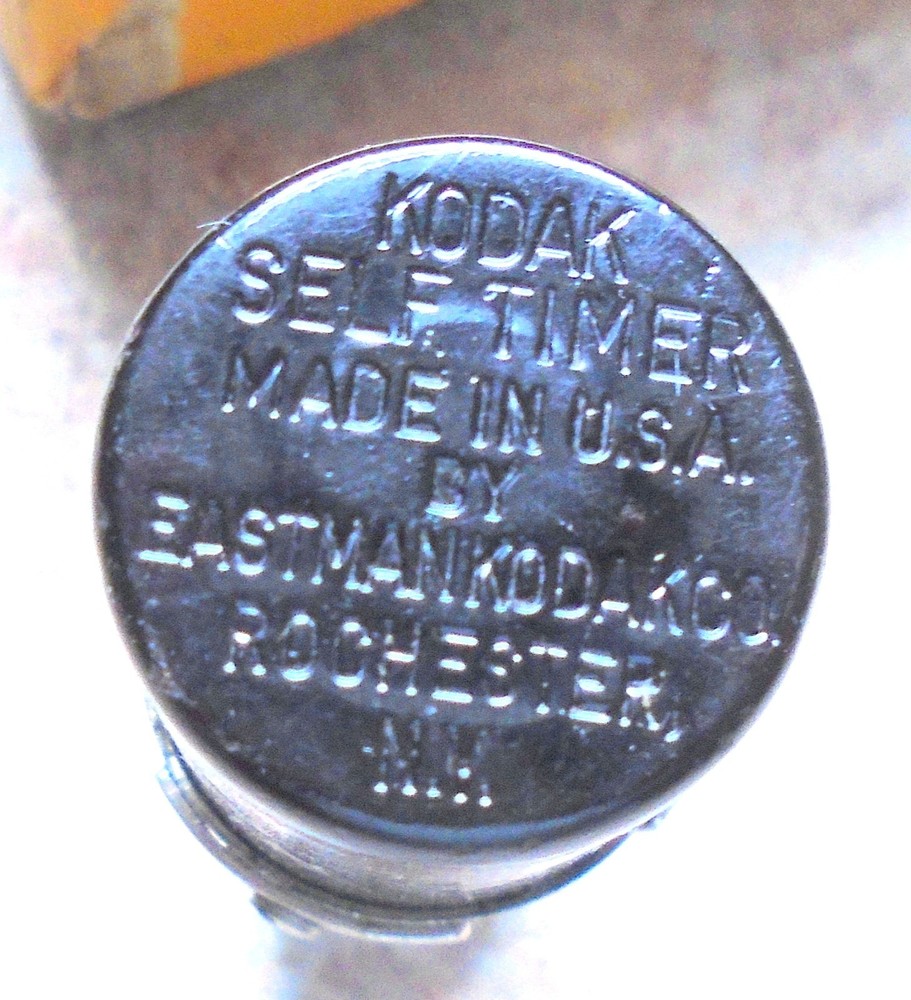 KODAK
SELF TIMER
MADE IN U.S.A.
BY
EASTMAN KODAK CO.
ROCHESTER,
N.Y.